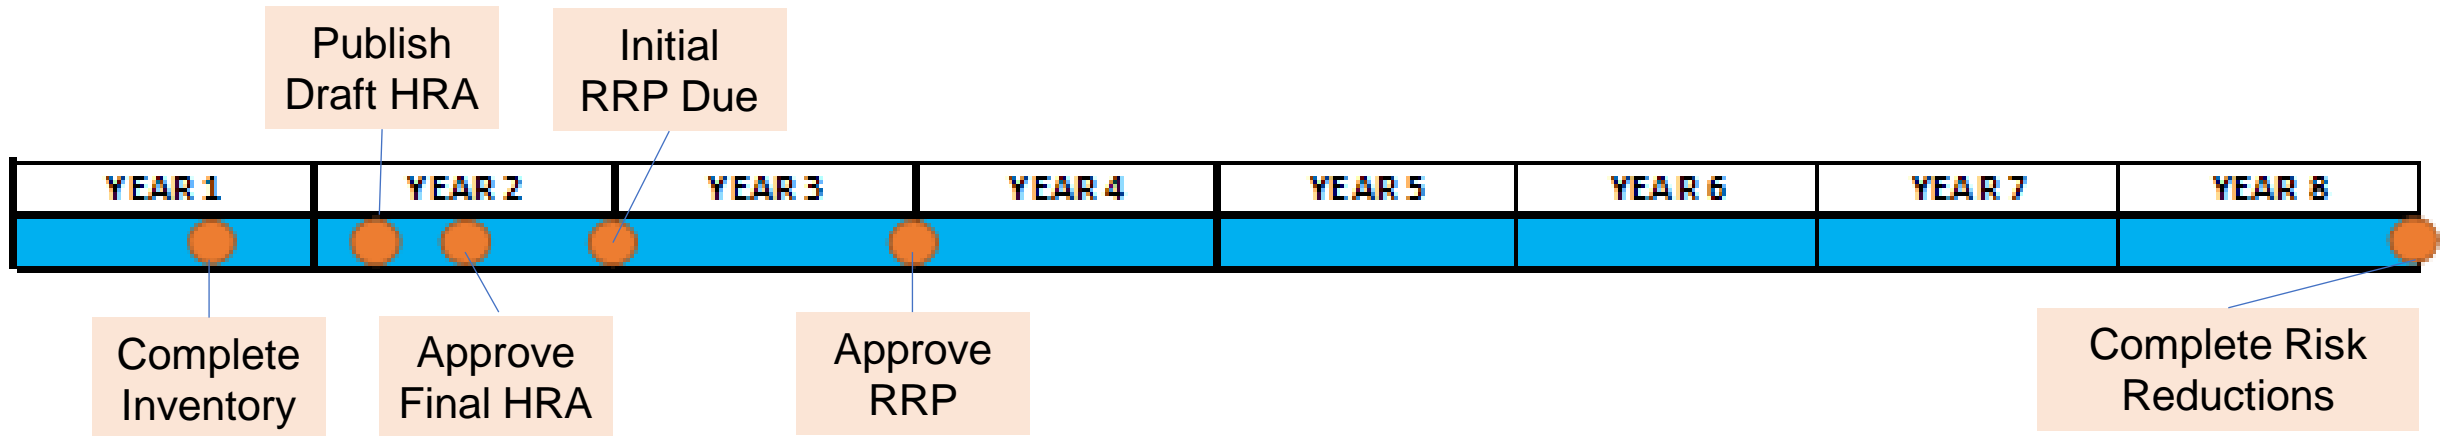 Publish
Draft HRA
Initial
RRP Due
YEAR 1 YEAR 2 YEAR 3 YEAR 4 YEAR 5 YEAR 6 YEAR 7 YEAR 8
Complete
Inventory
Approve
Final HRA
Approve
RRP
Complete Risk
Reductions